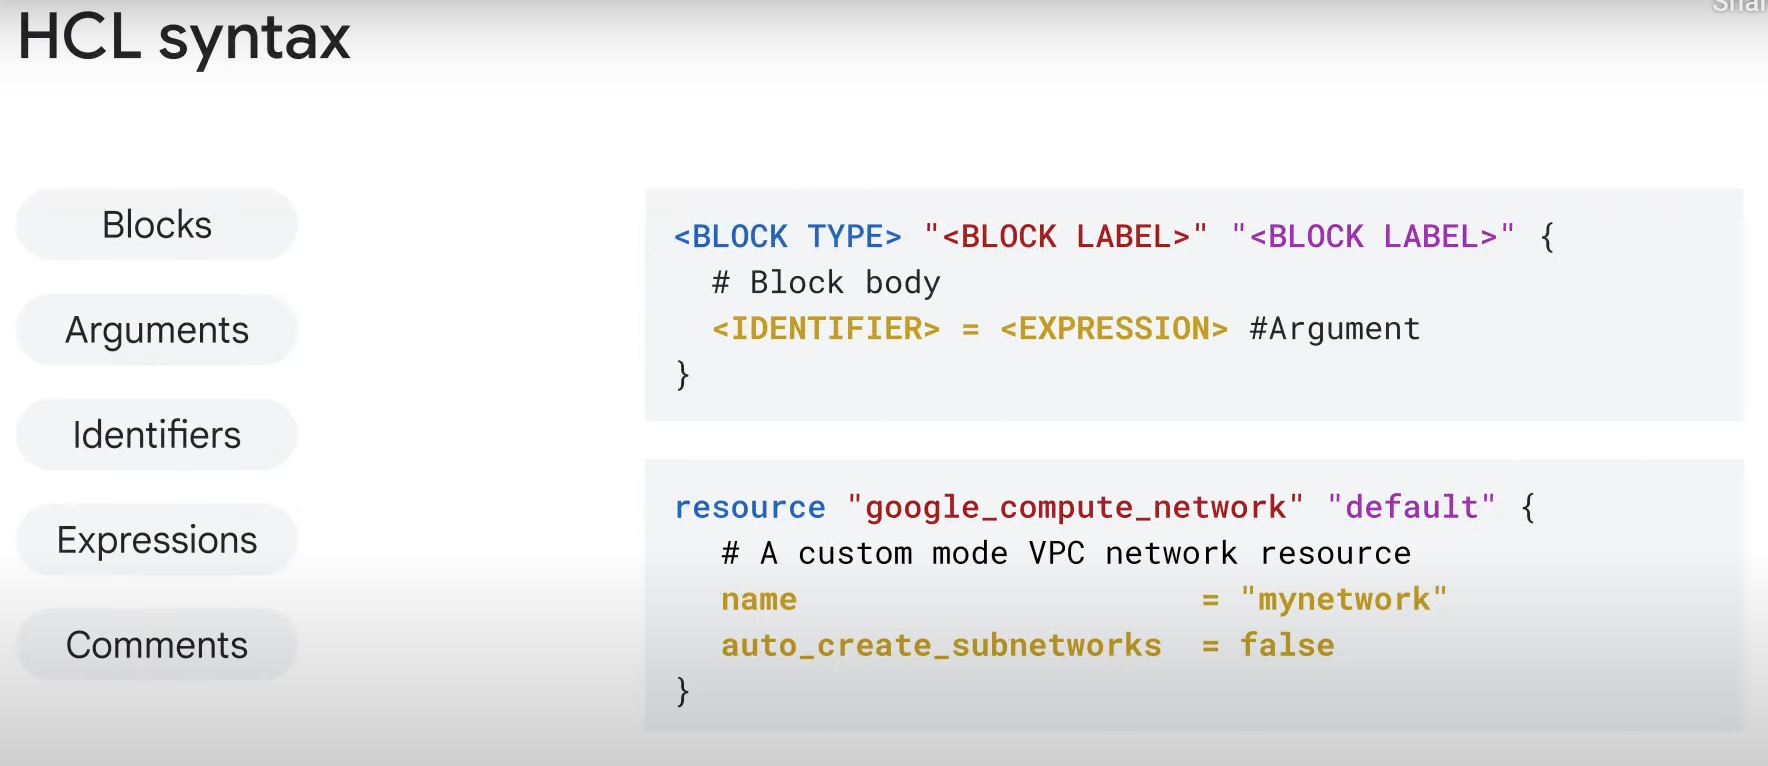 HCL syntax
Blocks
Arguments
Identifiers
Expressions
Comments
<BLOCK TYPE> "<BLOCK LABEL>" "<BLOCK LABEL>" {
# Block body
<IDENTIFIER> = <EXPRESSION> #Argument
}
resource "google_compute_network" "default" {
# A custom mode VPC network resource
name = "mynetwork"
auto_create_subnetworks = false
}